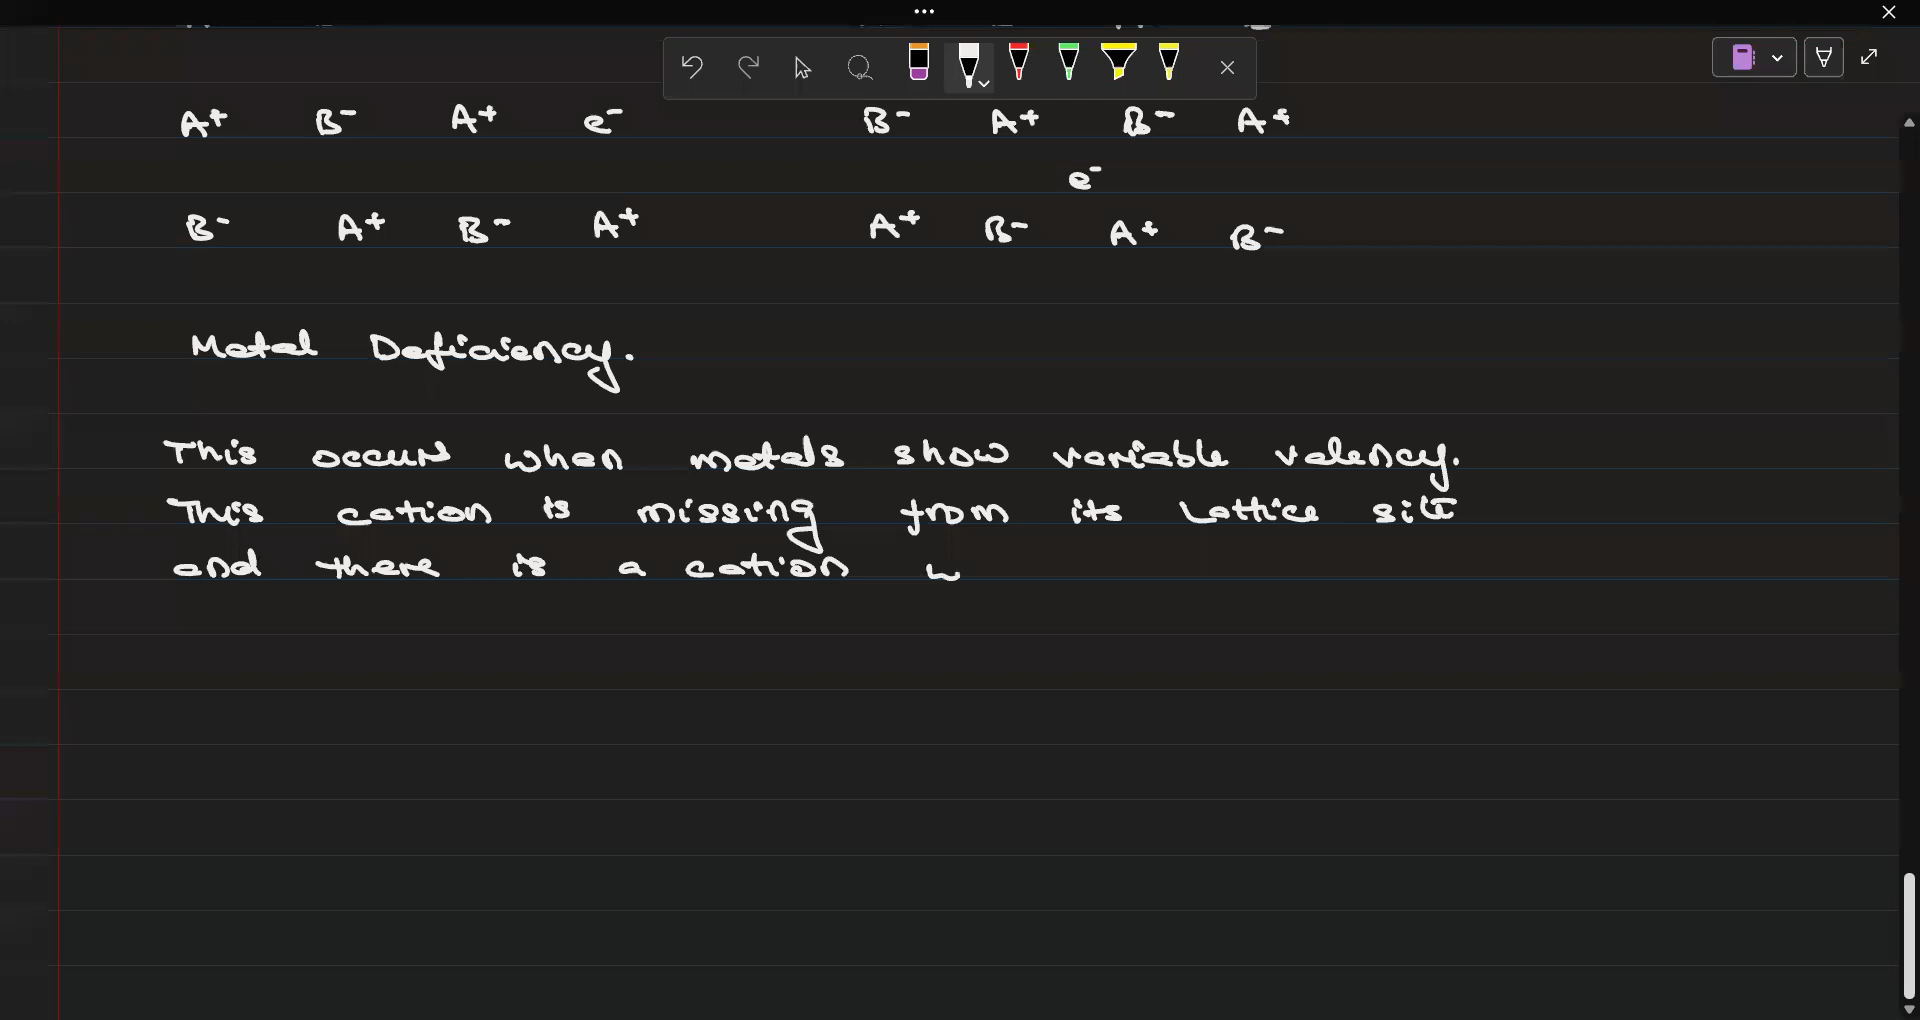 A+ B- A+ e- B- A+ B- A+
e-
B- A+ B- A+ A+ B- A+ B-
Metal Deficiency.
This occurs when metals show variable valency.
This cation is missing from its lattice site
and there is a cation